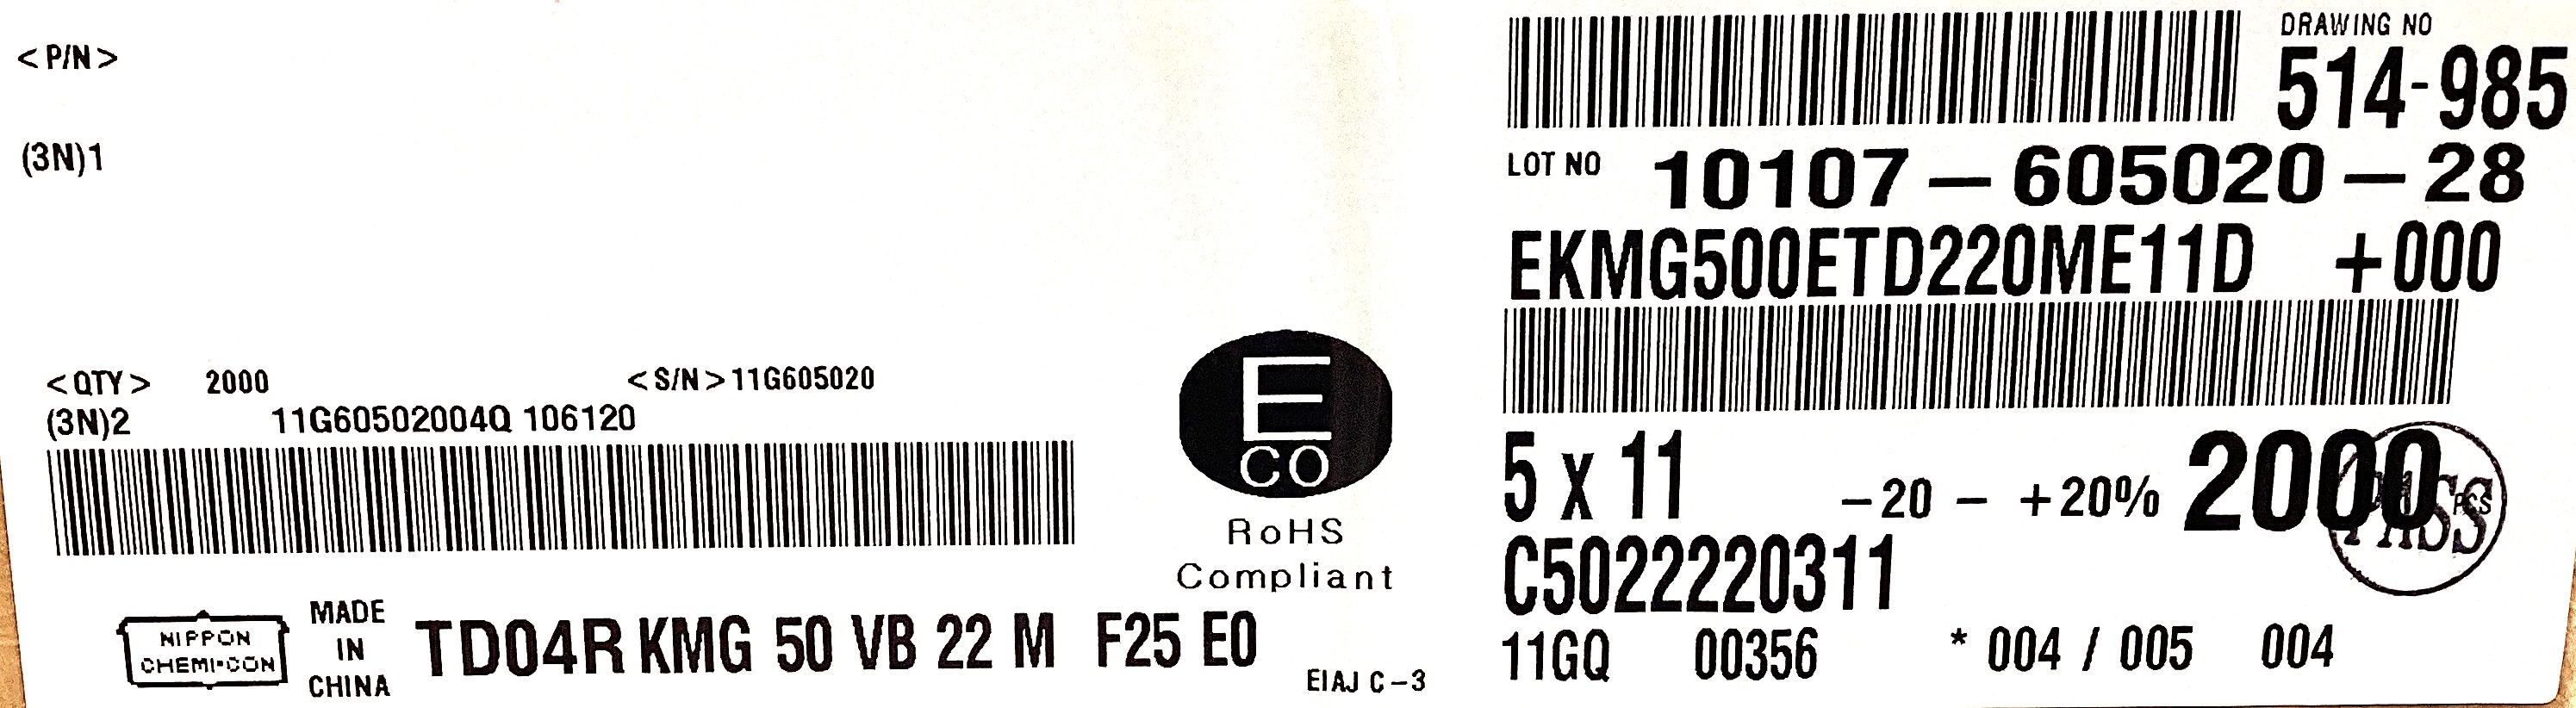 <P/N>
(3N)1
<QTY> 2000 <S/N>11G605020
(3N)2 11G60502004Q 106120
E
CO
RoHS
Compliant
NIPPON
CHEMI-CON
MADE
IN
CHINA
TD04R KMG 50 VB 22 M F25 E0
EIAJ C-3
DRAWING NO
514-985
LOT NO 10107-605020-28
EKMG500ETD220ME11D +000
5 x 11 -20 - +20% 2000 PCS
PASS
C5022220311
11GQ 00356 * 004 / 005 004